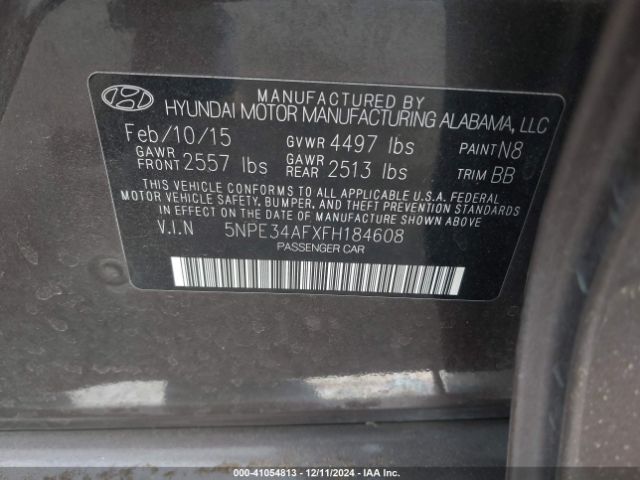 MANUFACTURED BY
HYUNDAI MOTOR MANUFACTURING ALABAMA, LLC
Feb/10/15 GVWR 4497 lbs PAINT N8
GAWR FRONT 2557 lbs GAWR REAR 2513 lbs TRIM BB
THIS VEHICLE CONFORMS TO ALL APPLICABLE U.S.A. FEDERAL
MOTOR VEHICLE SAFETY, BUMPER, AND THEFT PREVENTION STANDARDS
IN EFFECT ON THE DATE OF MANUFACTURE SHOWN ABOVE.
V.I.N 5NPE34AFXFH184608
PASSENGER CAR
000-41054813 - 12/11/2024 - IAA Inc.